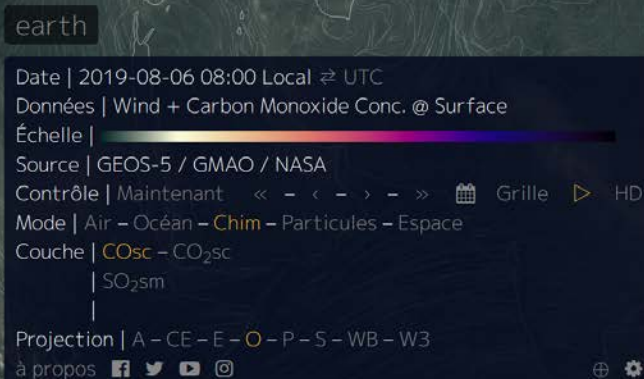 earth
Date | 2019-08-06 08:00 Local ⇄ UTC
Données | Wind + Carbon Monoxide Conc. @ Surface
Échelle |
Source | GEOS-5 / GMAO / NASA
Contrôle | Maintenant « – ‹ – › – » Grille ▷ HD
Mode | Air – Océan – Chim – Particules – Espace
Couche | COsc – CO₂sc
| SO₂sm
|
Projection | A – CE – E – O – P – S – WB – W3
à propos